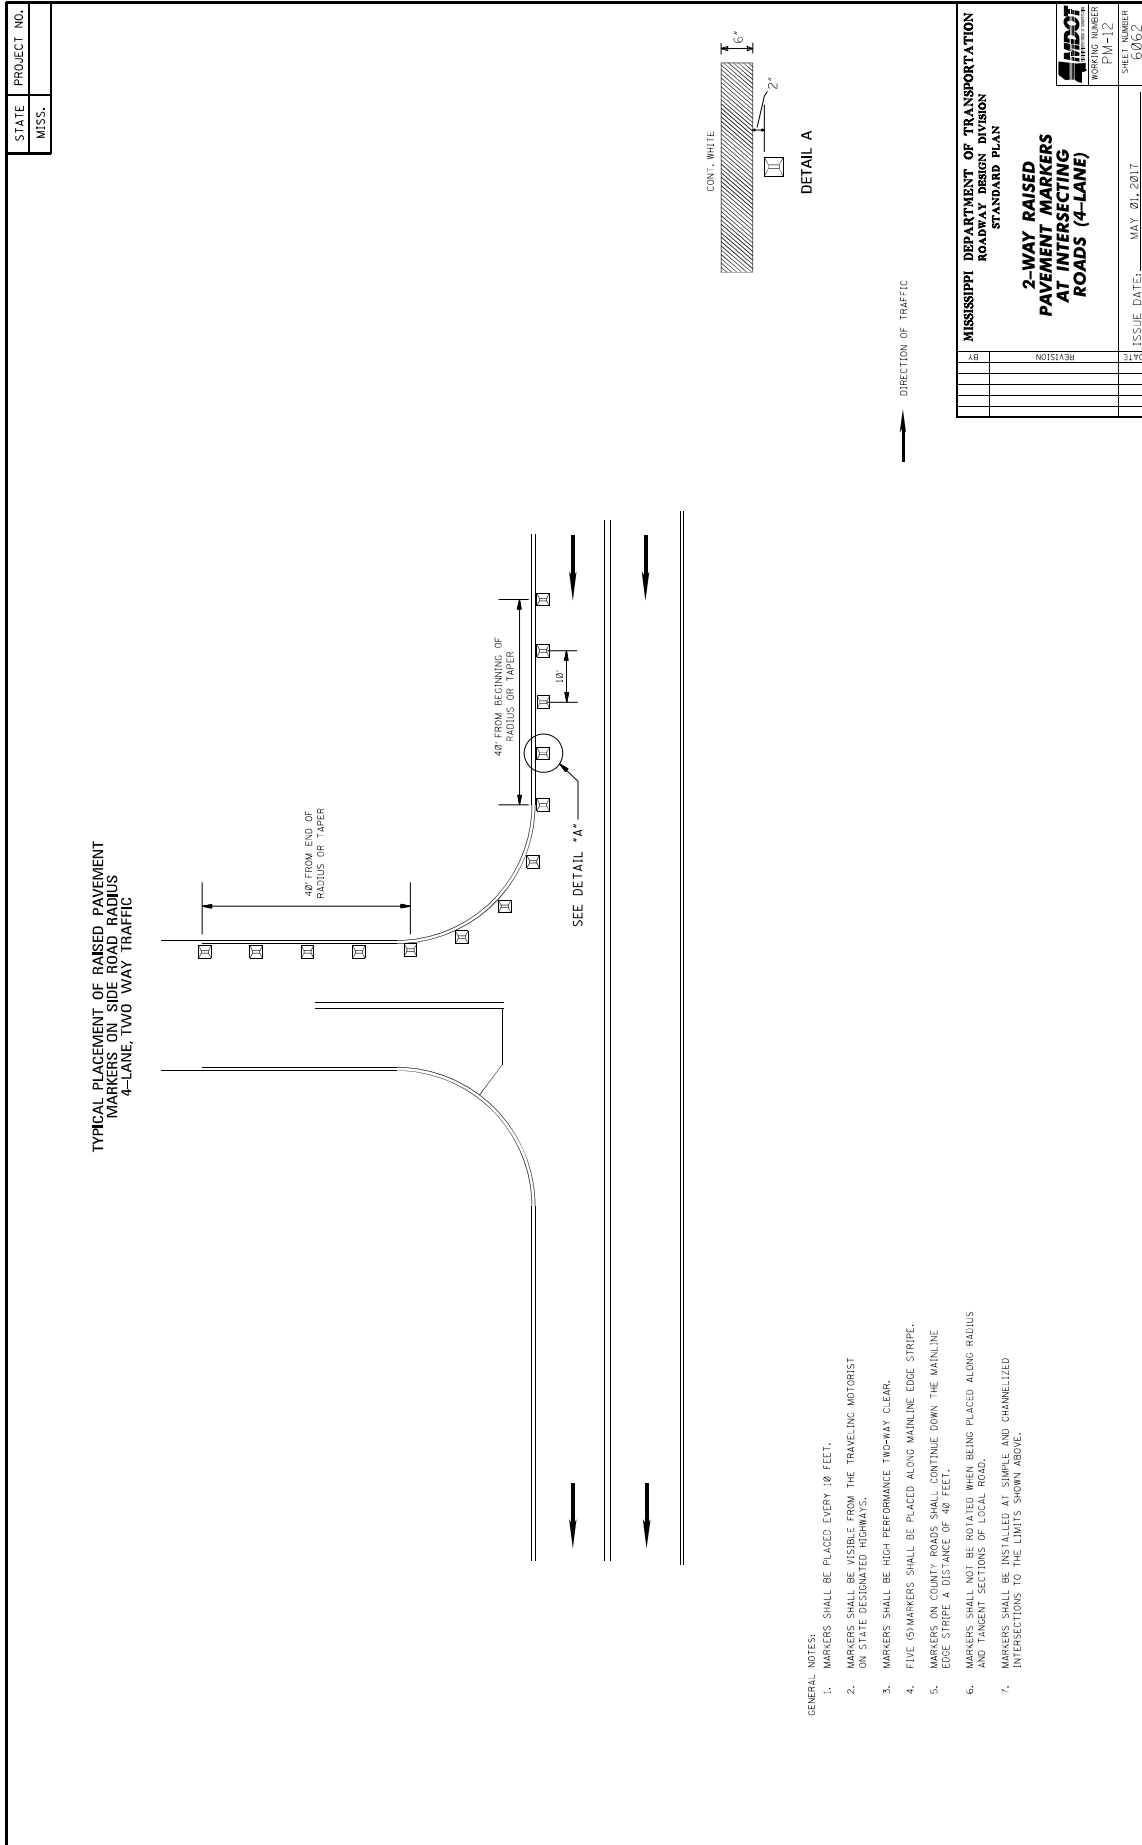 STATE PROJECT NO.
MISS.
TYPICAL PLACEMENT OF RAISED PAVEMENT
MARKERS ON SIDE ROAD RADIUS
4-LANE, TWO WAY TRAFFIC
40' FROM END OF
RADIUS OR TAPER
40' FROM BEGINNING OF
RADIUS OR TAPER
10'
SEE DETAIL "A"
CONT. WHITE
6"
2"
DETAIL A
DIRECTION OF TRAFFIC
GENERAL NOTES:
1. MARKERS SHALL BE PLACED EVERY 10 FEET.
2. MARKERS SHALL BE VISIBLE FROM THE TRAVELING MOTORIST
ON STATE DESIGNATED HIGHWAYS.
3. MARKERS SHALL BE HIGH PERFORMANCE TWO-WAY CLEAR.
4. FIVE (5) MARKERS SHALL BE PLACED ALONG MAINLINE EDGE STRIPE.
5. MARKERS ON COUNTY ROADS SHALL CONTINUE DOWN THE MAINLINE
EDGE STRIPE A DISTANCE OF 40 FEET.
6. MARKERS SHALL NOT BE ROTATED WHEN BEING PLACED ALONG RADIUS
AND TANGENT SECTIONS OF LOCAL ROAD.
7. MARKERS SHALL BE INSTALLED AT SIMPLE AND CHANNELIZED
INTERSECTIONS TO THE LIMITS SHOWN ABOVE.
BY
REVISION
DATE
MISSISSIPPI DEPARTMENT OF TRANSPORTATION
ROADWAY DESIGN DIVISION
STANDARD PLAN
2-WAY RAISED
PAVEMENT MARKERS
AT INTERSECTING
ROADS (4-LANE)
ISSUE DATE: MAY 01, 2017
MDOT
WORKING NUMBER
PM-12
SHEET NUMBER
6062